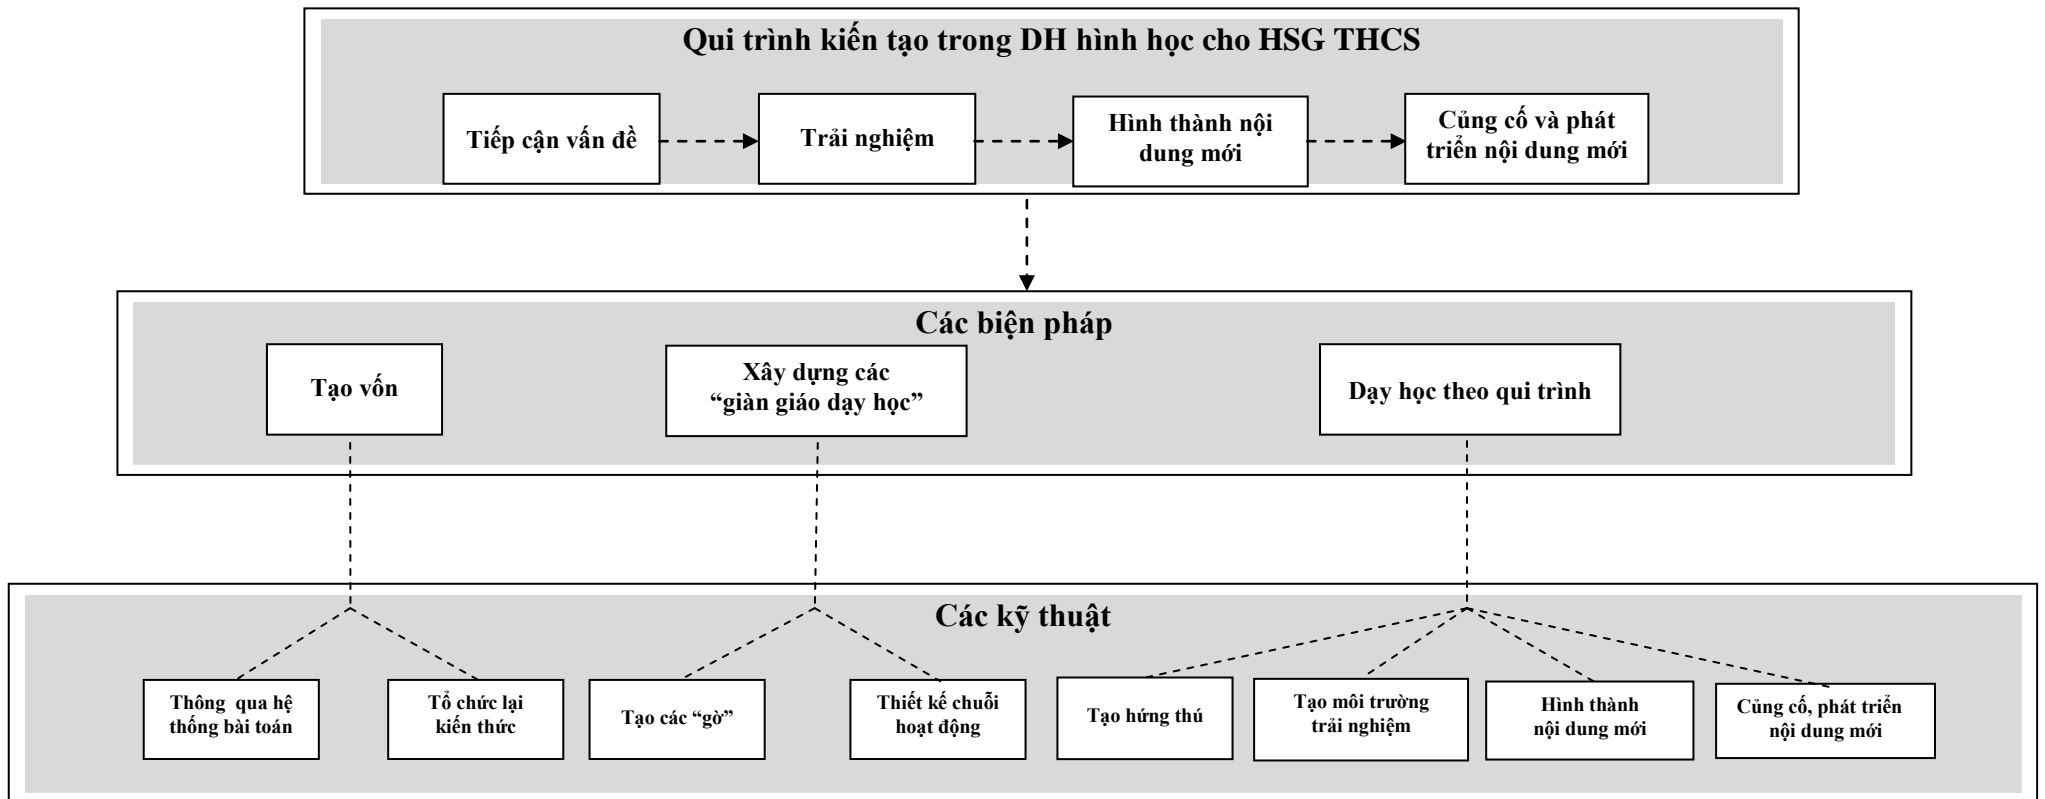 Qui trình kiến tạo trong DH hình học cho HSG THCS
Tiếp cận vấn đề
Trải nghiệm
Hình thành nội
dung mới
Củng cố và phát
triển nội dung mới
Các biện pháp
Tạo vốn
Xây dựng các
“giàn giáo dạy học”
Dạy học theo qui trình
Các kỹ thuật
Thông qua hệ
thống bài toán
Tổ chức lại
kiến thức
Tạo các “gờ”
Thiết kế chuỗi
hoạt động
Tạo hứng thú
Tạo môi trường
trải nghiệm
Hình thành
nội dung mới
Củng cố, phát triển
nội dung mới